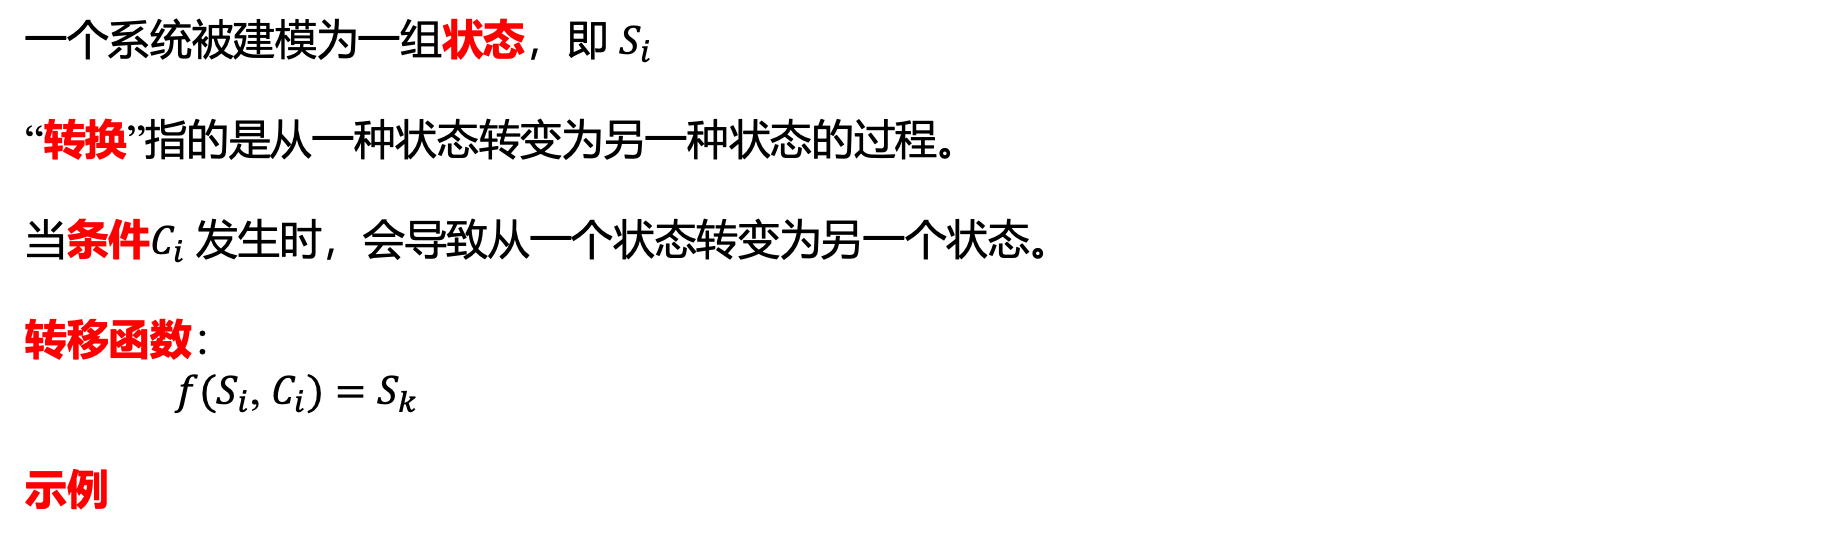 一个系统被建模为一组状态，即 Sᵢ
“转换”指的是从一种状态转变为另一种状态的过程。
当条件Cᵢ 发生时，会导致从一个状态转变为另一个状态。
转移函数：
f(Sᵢ, Cᵢ) = Sₖ
示例